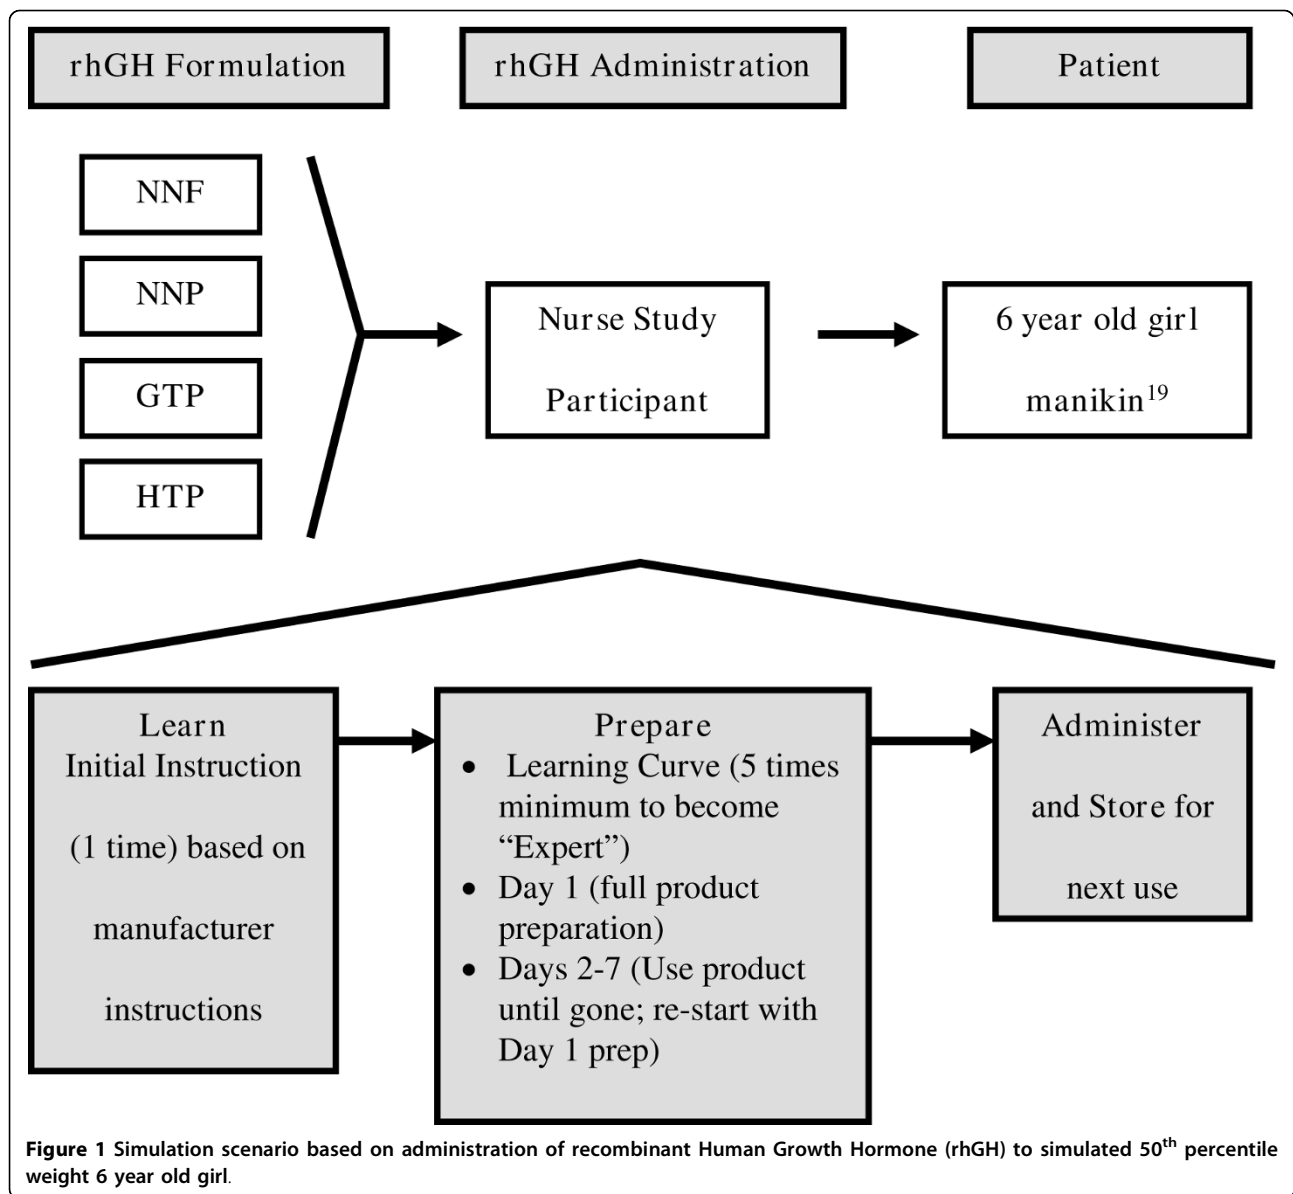 rhGH Formulation
rhGH Administration
Patient
NNF
NNP
GTP
HTP
Nurse Study
Participant
6 year old girl
manikin¹⁹
Learn
Initial Instruction
(1 time) based on
manufacturer
instructions
Prepare
• Learning Curve (5 times
minimum to become
“Expert”)
• Day 1 (full product
preparation)
• Days 2-7 (Use product
until gone; re-start with
Day 1 prep)
Administer
and Store for
next use
Figure 1 Simulation scenario based on administration of recombinant Human Growth Hormone (rhGH) to simulated 50th percentile
weight 6 year old girl.